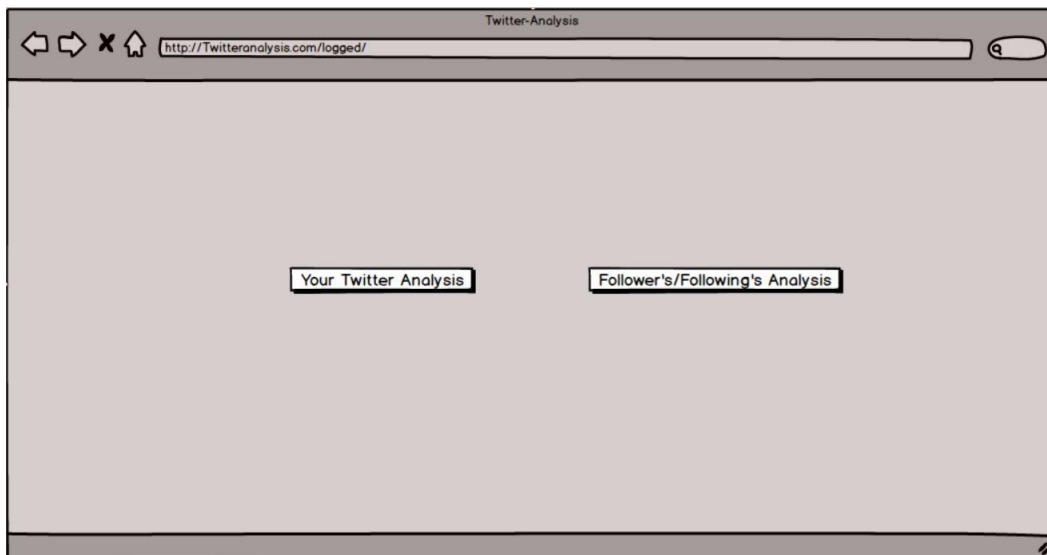 Twitter-Analysis
http://Twitteranalysis.com/logged/
Your Twitter Analysis
Follower's/Following's Analysis